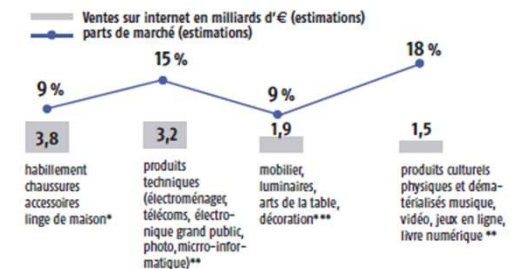 Ventes sur internet en milliards d'€ (estimations)
parts de marché (estimations)
9 %
15 %
9 %
18 %
3,8
3,2
1,9
1,5
habillement
chaussures
accessoires
linge de maison*
produits
techniques
(électroménager,
télécoms, électro-
nique grand public,
photo,micrro-infor-
matique)**
mobilier,
luminaires,
arts de la table,
décoration***
produits culturels
physiques et déma-
térialisés musique,
vidéo, jeux en ligne,
livre numérique **